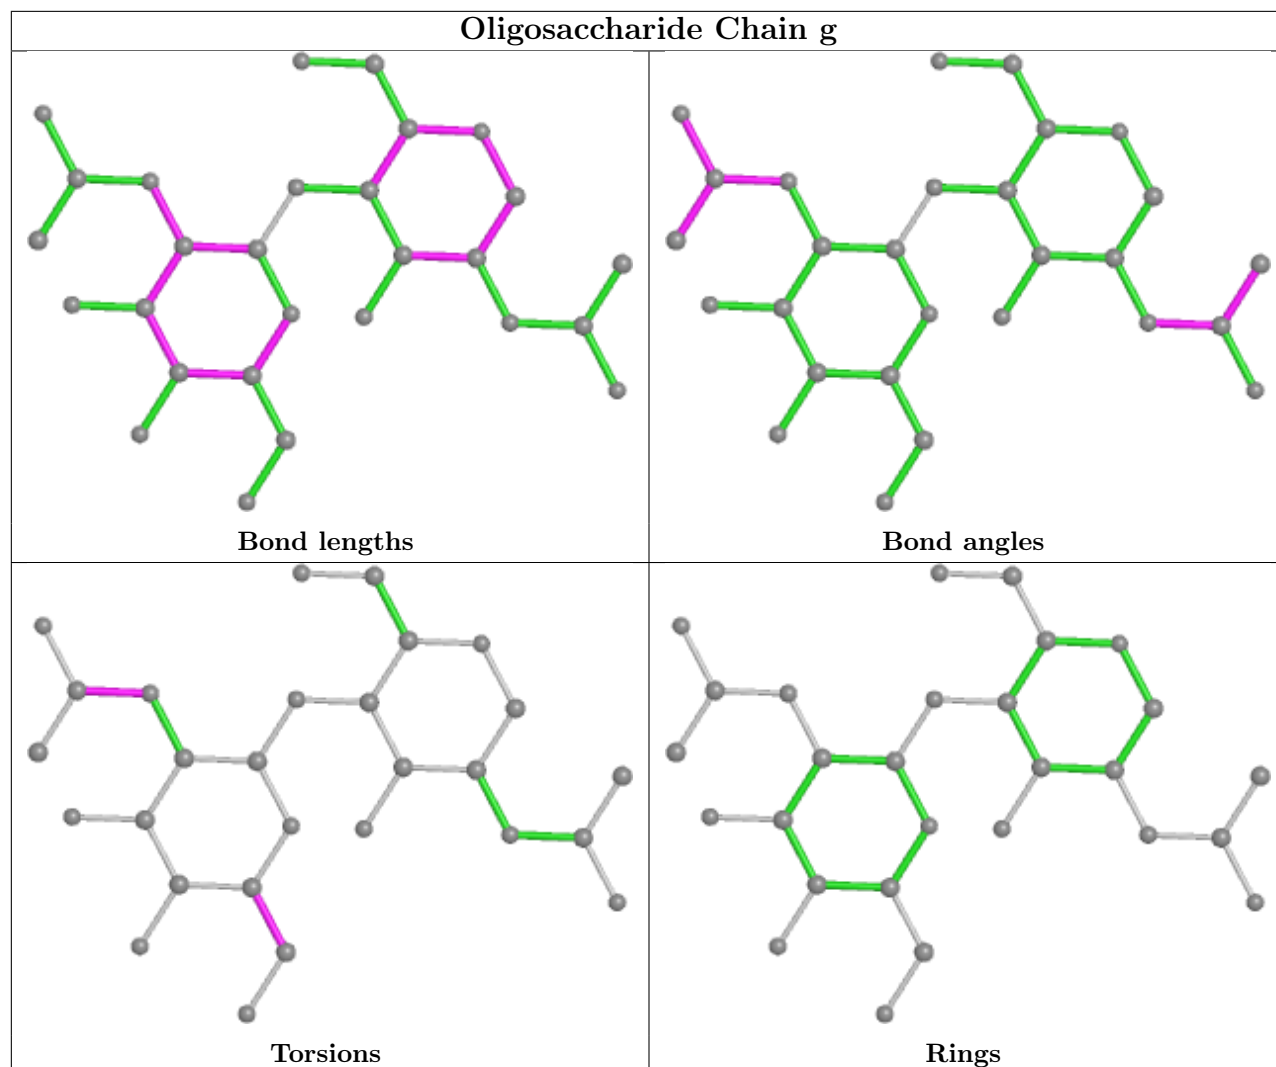 Oligosaccharide Chain g
Bond lengths
Bond angles
Torsions
Rings